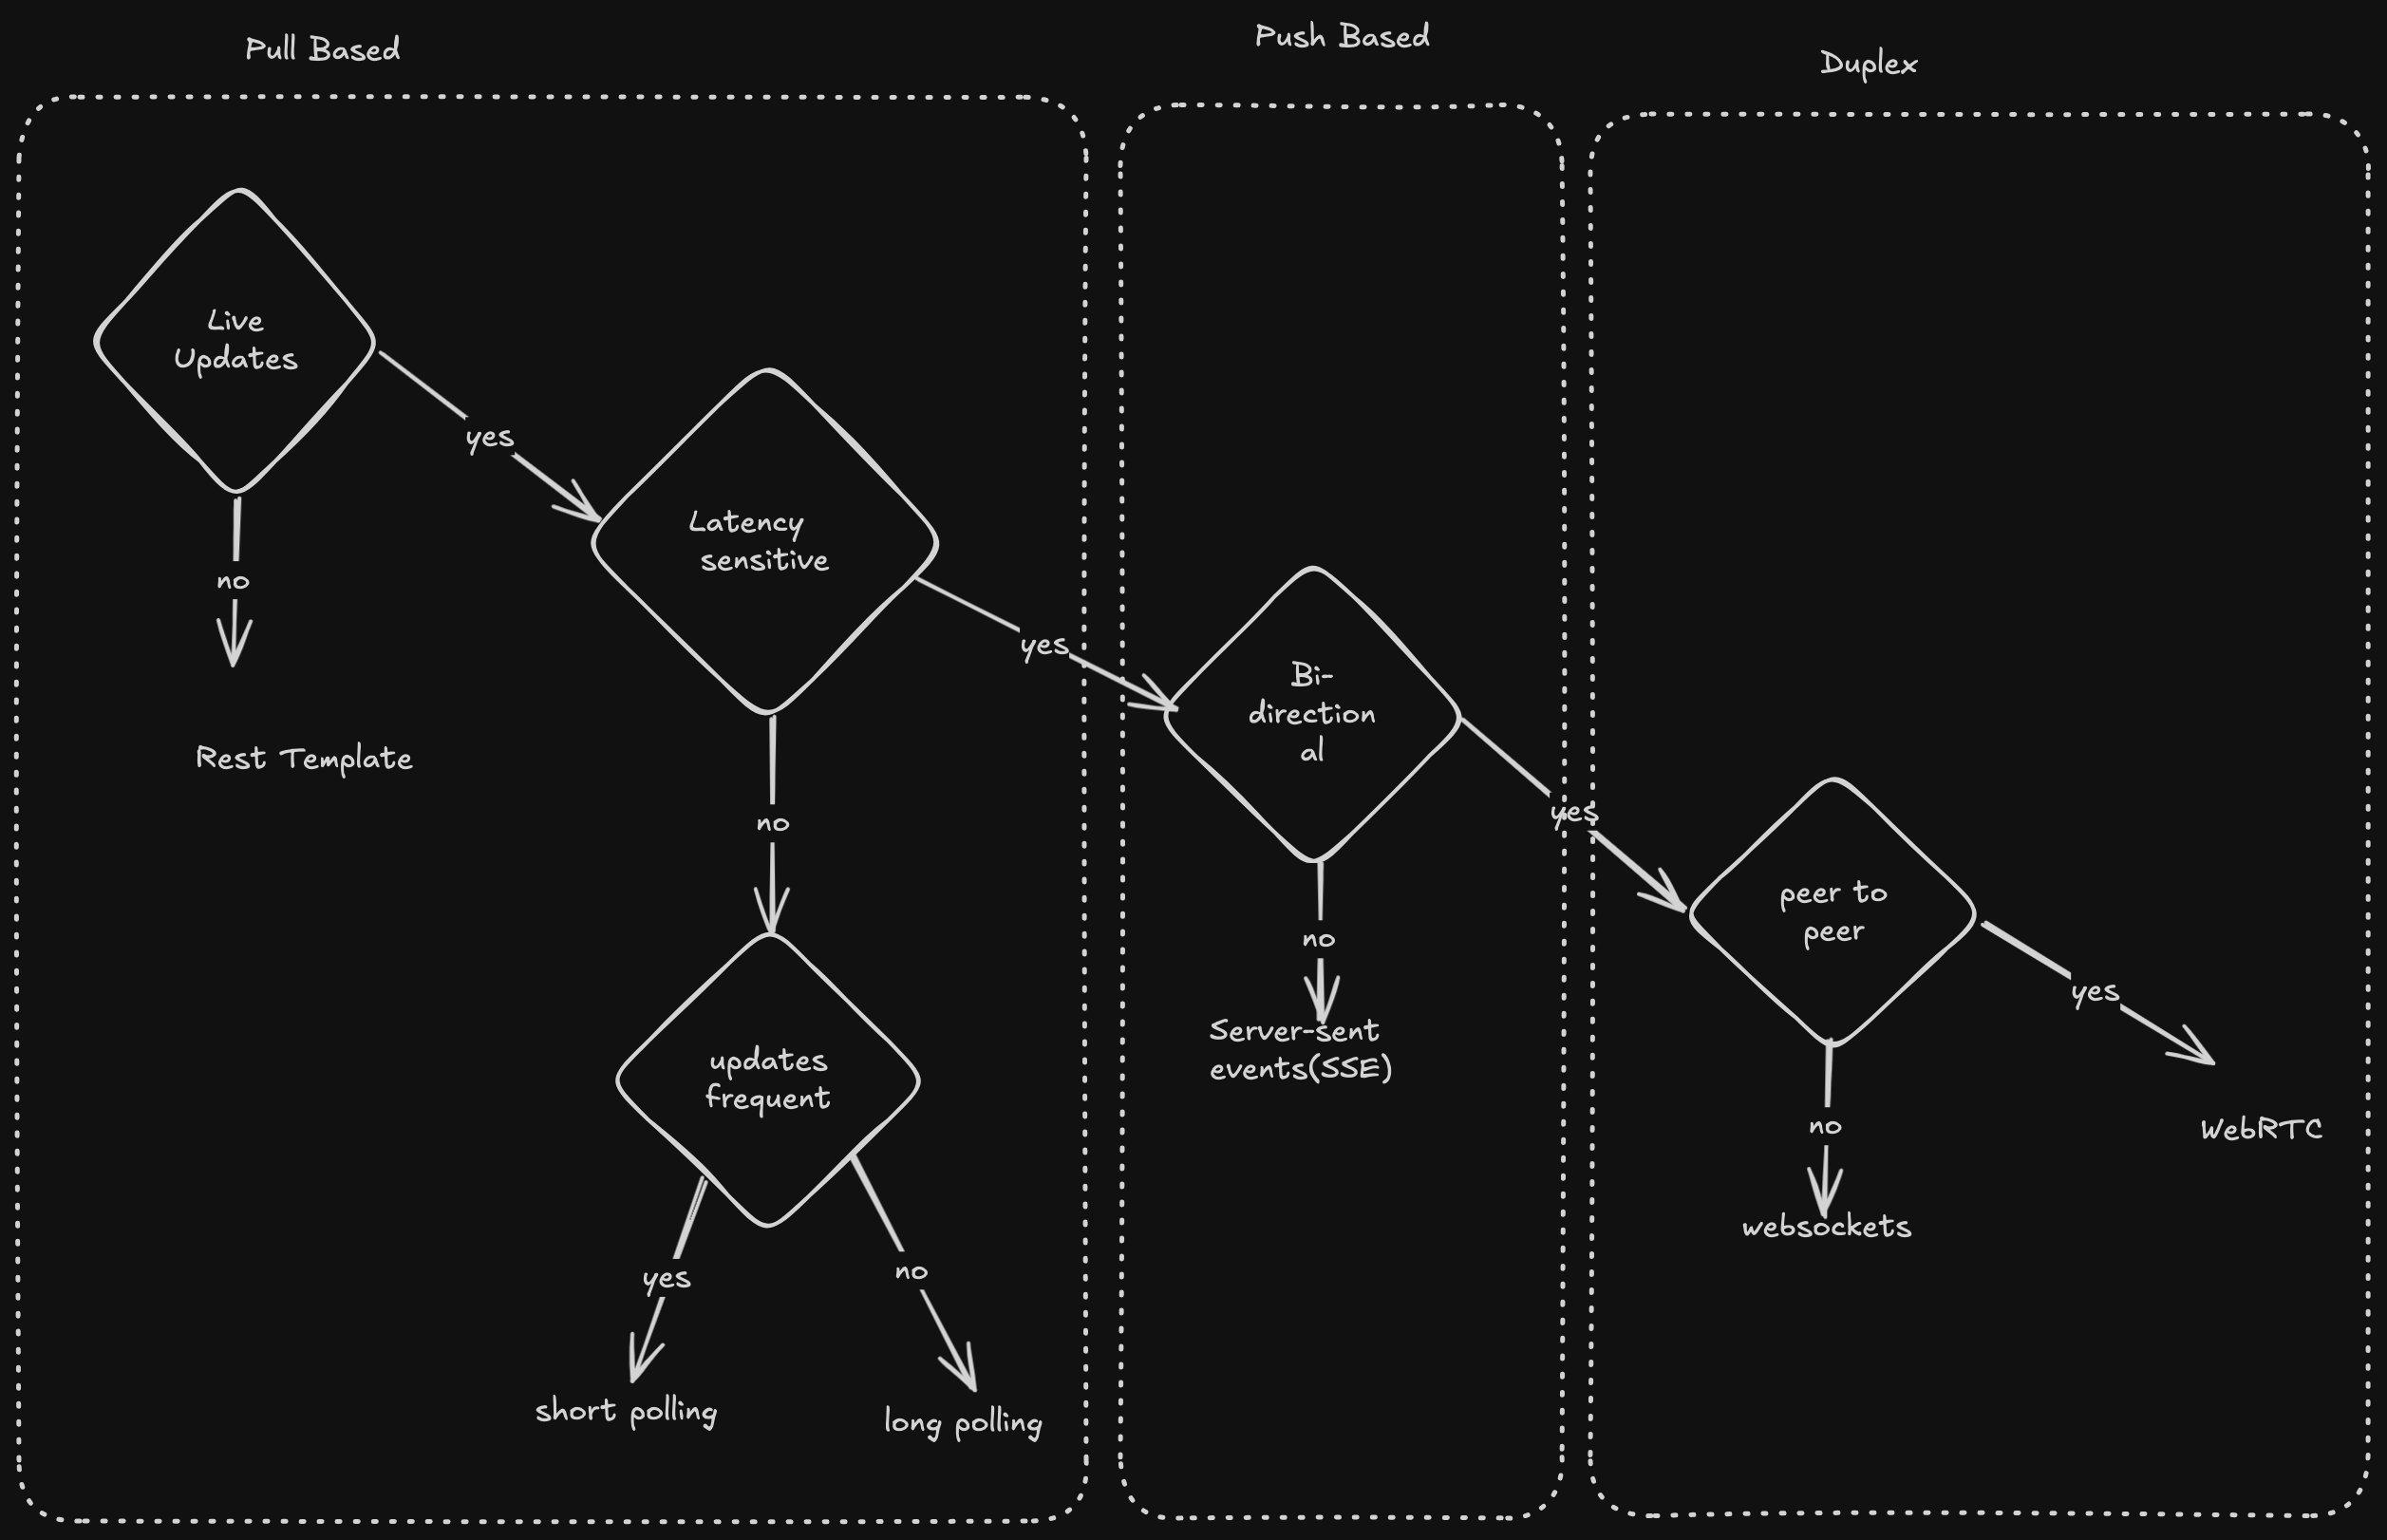 Pull Based
Push Based
Duplex
Live
Updates
yes
no
Rest Template
Latency
sensitive
yes
no
updates
frequent
yes
no
short polling
long polling
Bi-
direction
al
yes
no
Server-sent
events(SSE)
peer to
peer
yes
no
WebRTC
websockets